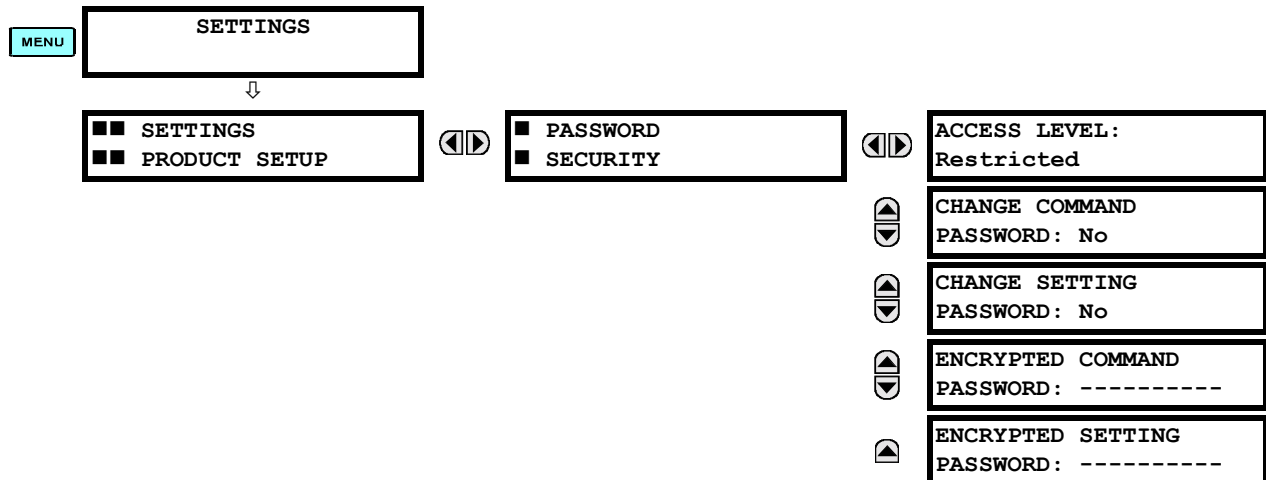 MENU
SETTINGS
■■ SETTINGS
■■ PRODUCT SETUP
■ PASSWORD
■ SECURITY
ACCESS LEVEL:
Restricted
CHANGE COMMAND
PASSWORD: No
CHANGE SETTING
PASSWORD: No
ENCRYPTED COMMAND
PASSWORD: ----------
ENCRYPTED SETTING
PASSWORD: ----------